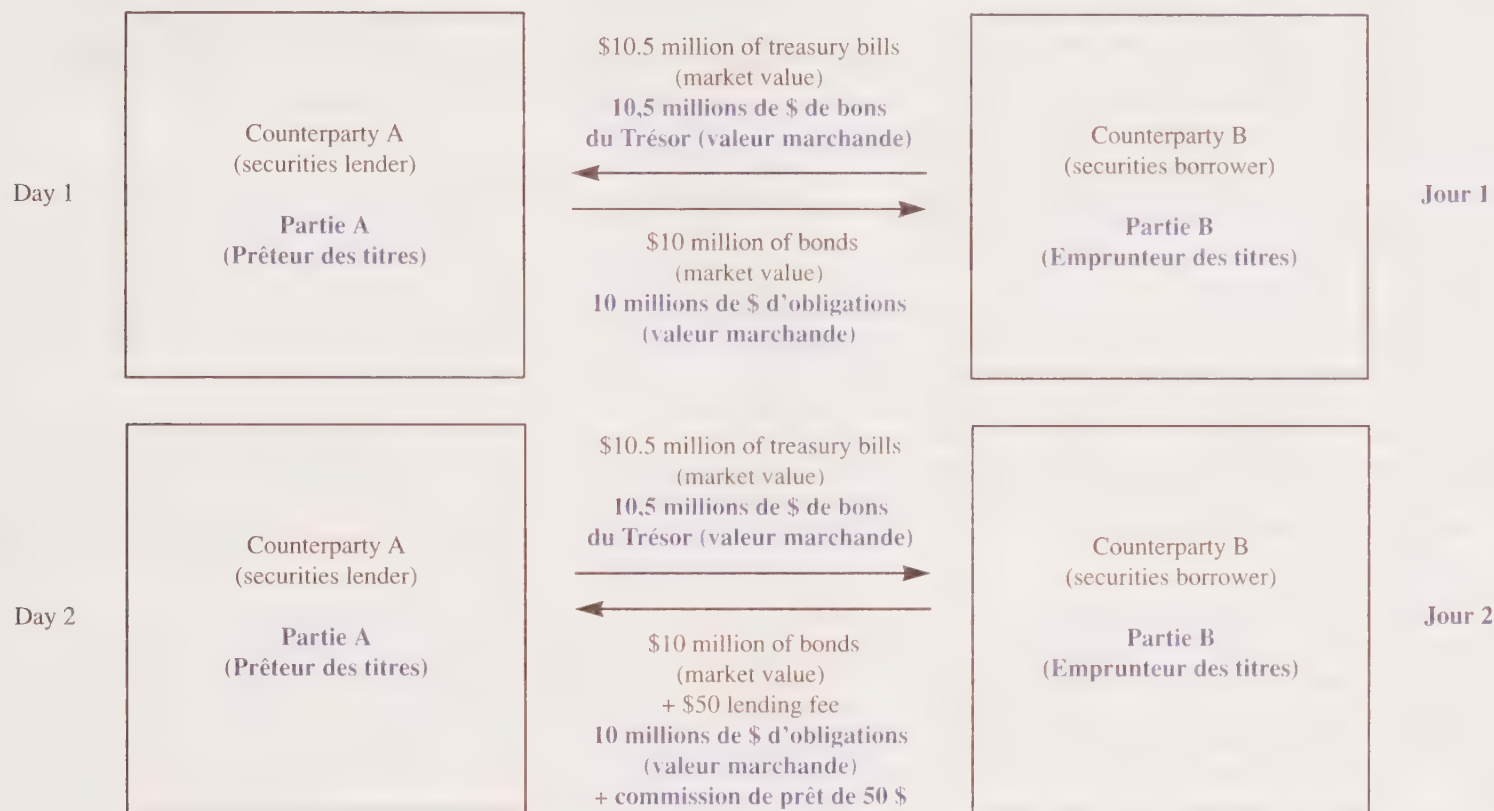 Day 1
Counterparty A
(securities lender)
Partie A
(Prêteur des titres)
$10.5 million of treasury bills
(market value)
10,5 millions de $ de bons
du Trésor (valeur marchande)
$10 million of bonds
(market value)
10 millions de $ d'obligations
(valeur marchande)
Counterparty B
(securities borrower)
Partie B
(Emprunteur des titres)
Jour 1
Day 2
Counterparty A
(securities lender)
Partie A
(Prêteur des titres)
$10.5 million of treasury bills
(market value)
10,5 millions de $ de bons
du Trésor (valeur marchande)
$10 million of bonds
(market value)
+ $50 lending fee
10 millions de $ d'obligations
(valeur marchande)
+ commission de prêt de 50 $
Counterparty B
(securities borrower)
Partie B
(Emprunteur des titres)
Jour 2